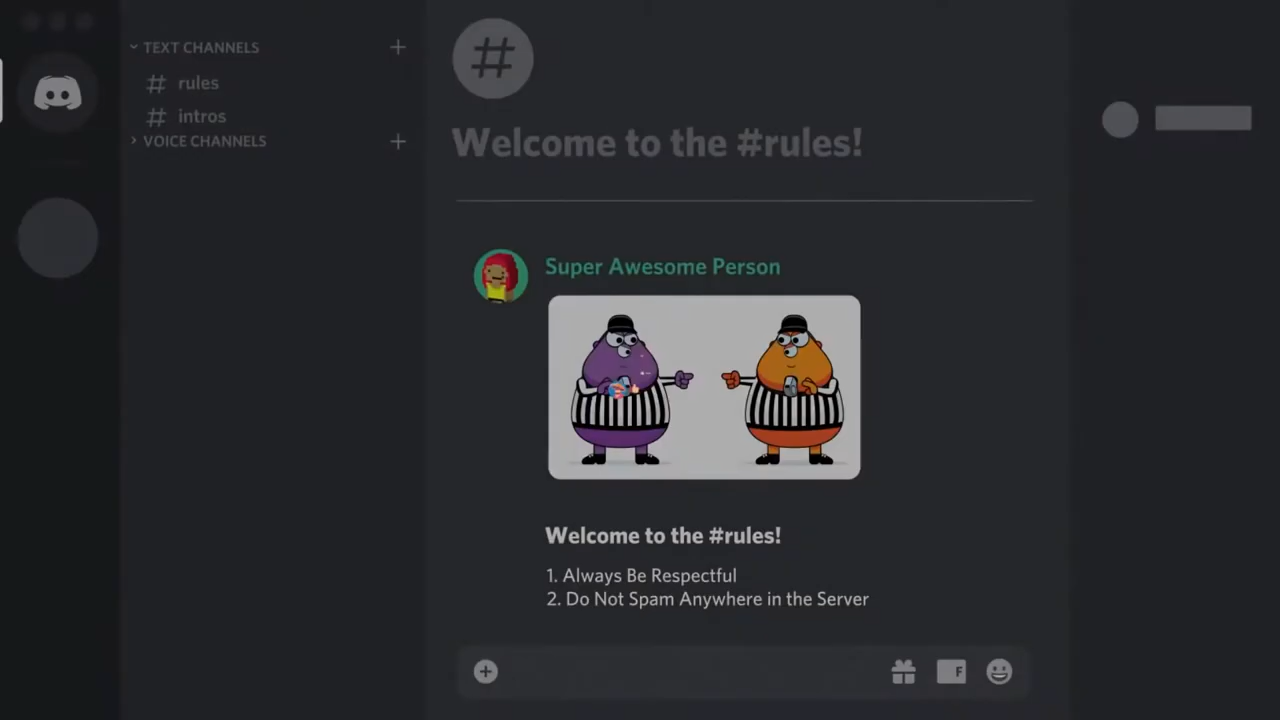 TEXT CHANNELS
# rules
# intros
VOICE CHANNELS
#
Welcome to the #rules!
Super Awesome Person
Welcome to the #rules!
1. Always Be Respectful
2. Do Not Spam Anywhere in the Server
F